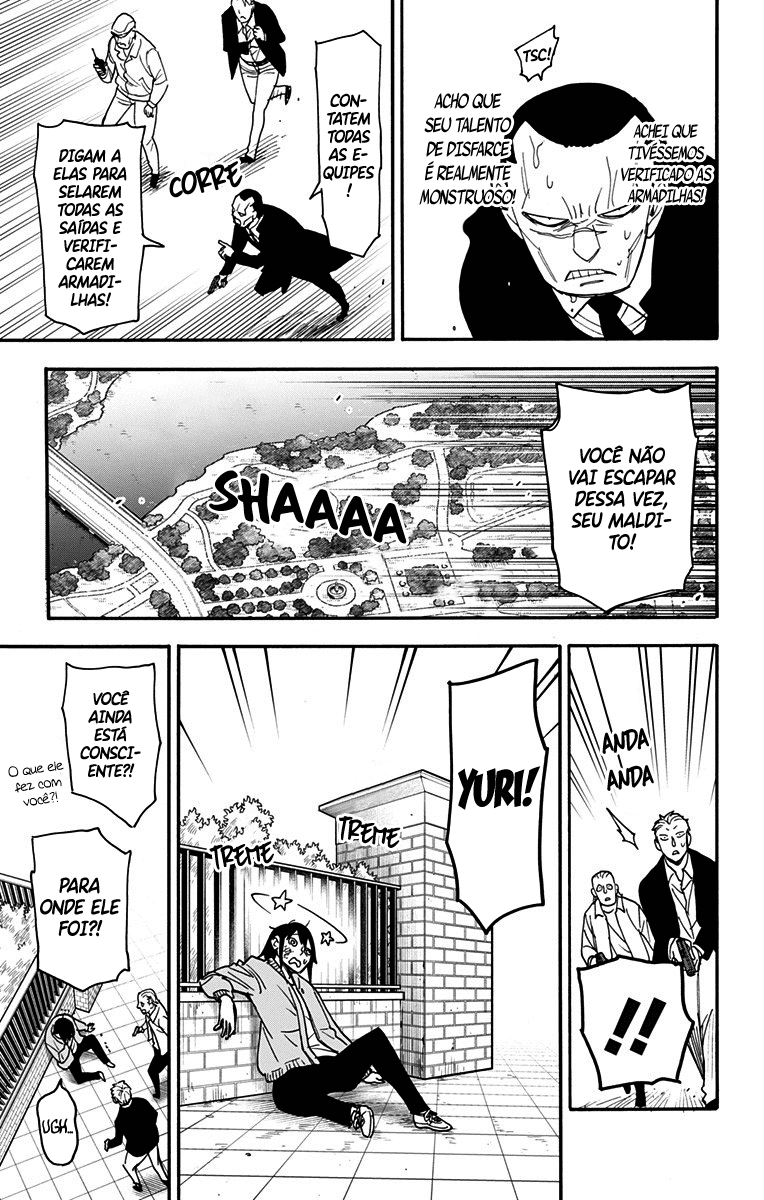 TSC!
ACHEI QUE
TIVÉSSEMOS
VERIFICADO AS
ARMADILHAS!
ACHO QUE
SEU TALENTO
DE DISFARCE
É REALMENTE
MONSTRUOSO!
CON-
TATEM
TODAS
AS E-
QUIPES
!
DIGAM A
ELAS PARA
SELAREM
TODAS AS
SAÍDAS E
VERIFI-
CAREM
ARMADI-
LHAS!
CORRE
VOCÊ NÃO
VAI ESCAPAR
DESSA VEZ,
SEU MALDI-
TO!
SHAAAA
ANDA
ANDA
!!
YURI!
TREME
TREME
VOCÊ
AINDA
ESTÁ
CONSCI-
ENTE?!
O que ele
fez com
você?!
PARA
ONDE ELE
FOI?!
UGH...